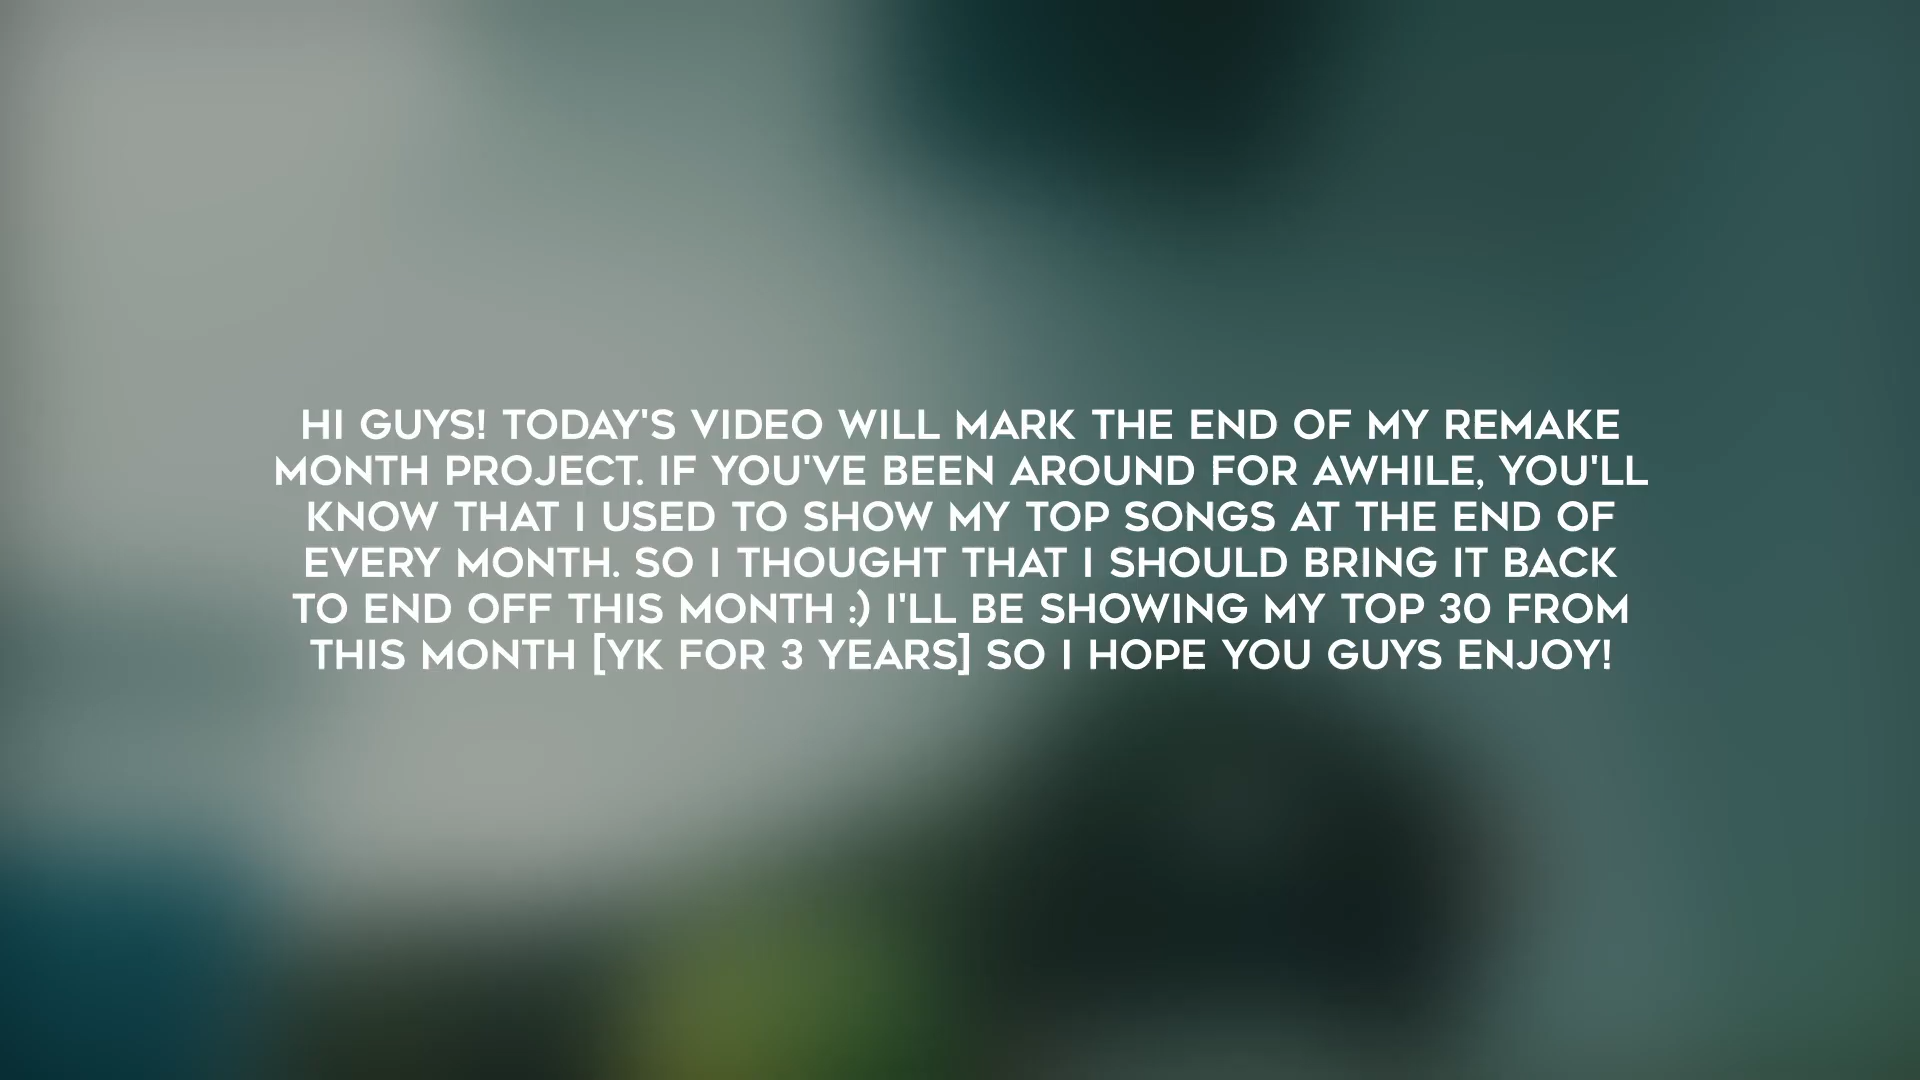 HI GUYS! TODAY'S VIDEO WILL MARK THE END OF MY REMAKE
MONTH PROJECT. IF YOU'VE BEEN AROUND FOR AWHILE, YOU'LL
KNOW THAT I USED TO SHOW MY TOP SONGS AT THE END OF
EVERY MONTH. SO I THOUGHT THAT I SHOULD BRING IT BACK
TO END OFF THIS MONTH :) I'LL BE SHOWING MY TOP 30 FROM
THIS MONTH [YK FOR 3 YEARS] SO I HOPE YOU GUYS ENJOY!